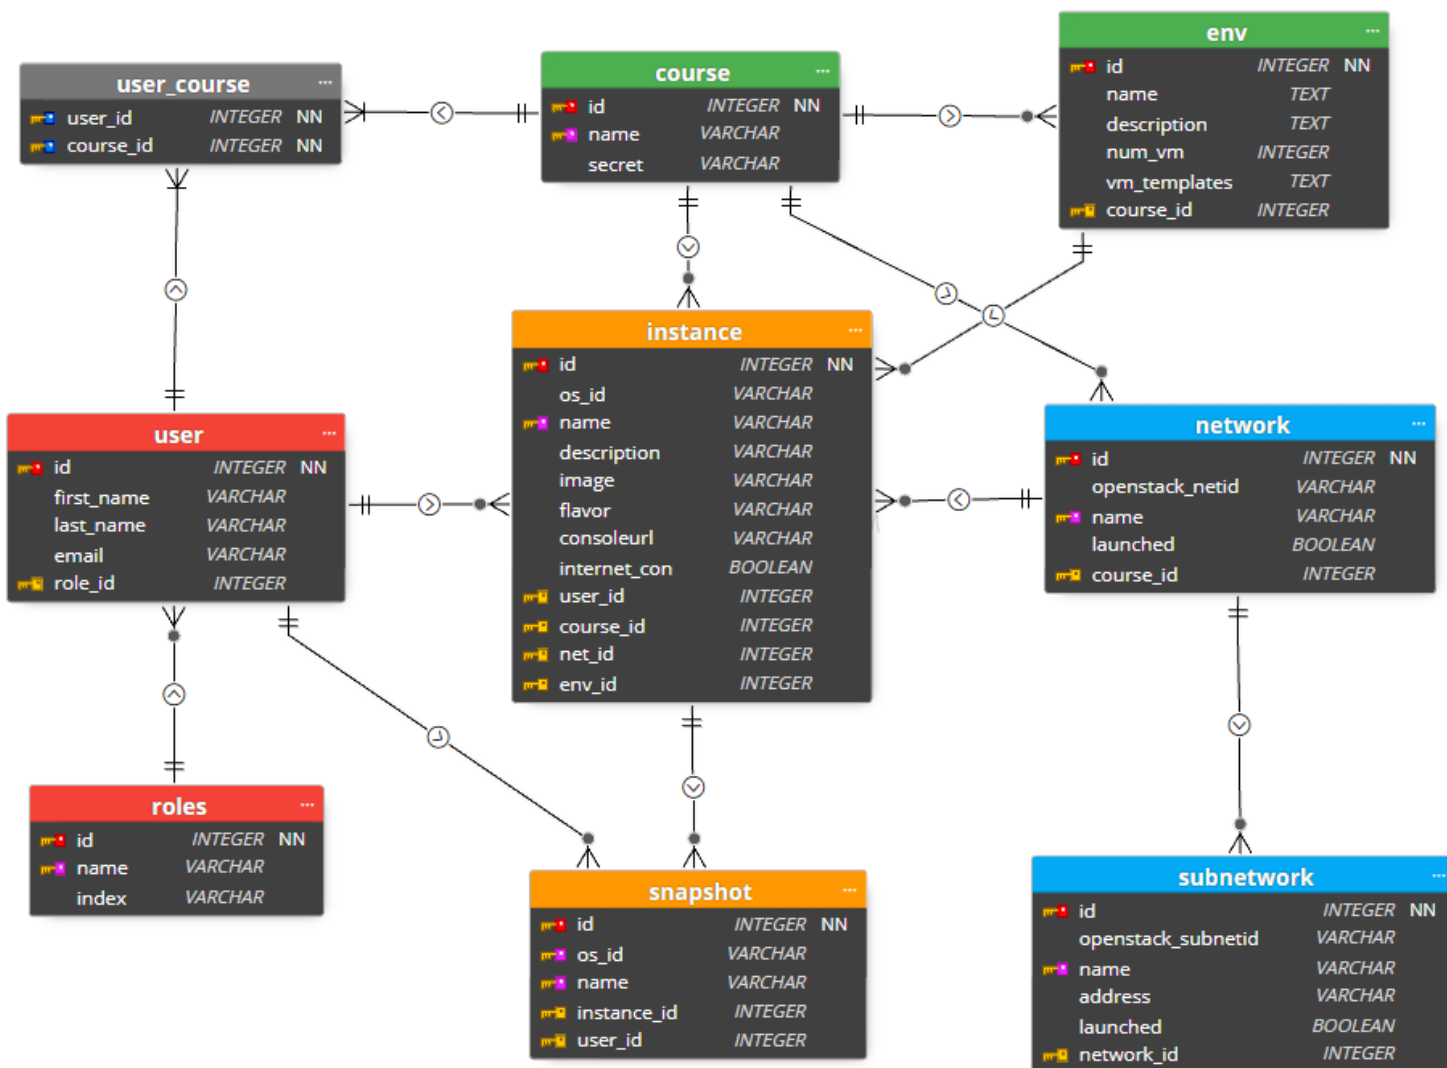 user_course ...
user_id INTEGER NN
course_id INTEGER NN
course ...
id INTEGER NN
name VARCHAR
secret VARCHAR
env ...
id INTEGER NN
name TEXT
description TEXT
num_vm INTEGER
vm_templates TEXT
course_id INTEGER
instance ...
id INTEGER NN
os_id VARCHAR
name VARCHAR
description VARCHAR
image VARCHAR
flavor VARCHAR
consoleurl VARCHAR
internet_con BOOLEAN
user_id INTEGER
course_id INTEGER
net_id INTEGER
env_id INTEGER
user ...
id INTEGER NN
first_name VARCHAR
last_name VARCHAR
email VARCHAR
role_id INTEGER
network ...
id INTEGER NN
openstack_netid VARCHAR
name VARCHAR
launched BOOLEAN
course_id INTEGER
roles ...
id INTEGER NN
name VARCHAR
index VARCHAR
snapshot ...
id INTEGER NN
os_id VARCHAR
name VARCHAR
instance_id INTEGER
user_id INTEGER
subnetwork ...
id INTEGER NN
openstack_subnetid VARCHAR
name VARCHAR
address VARCHAR
launched BOOLEAN
network_id INTEGER